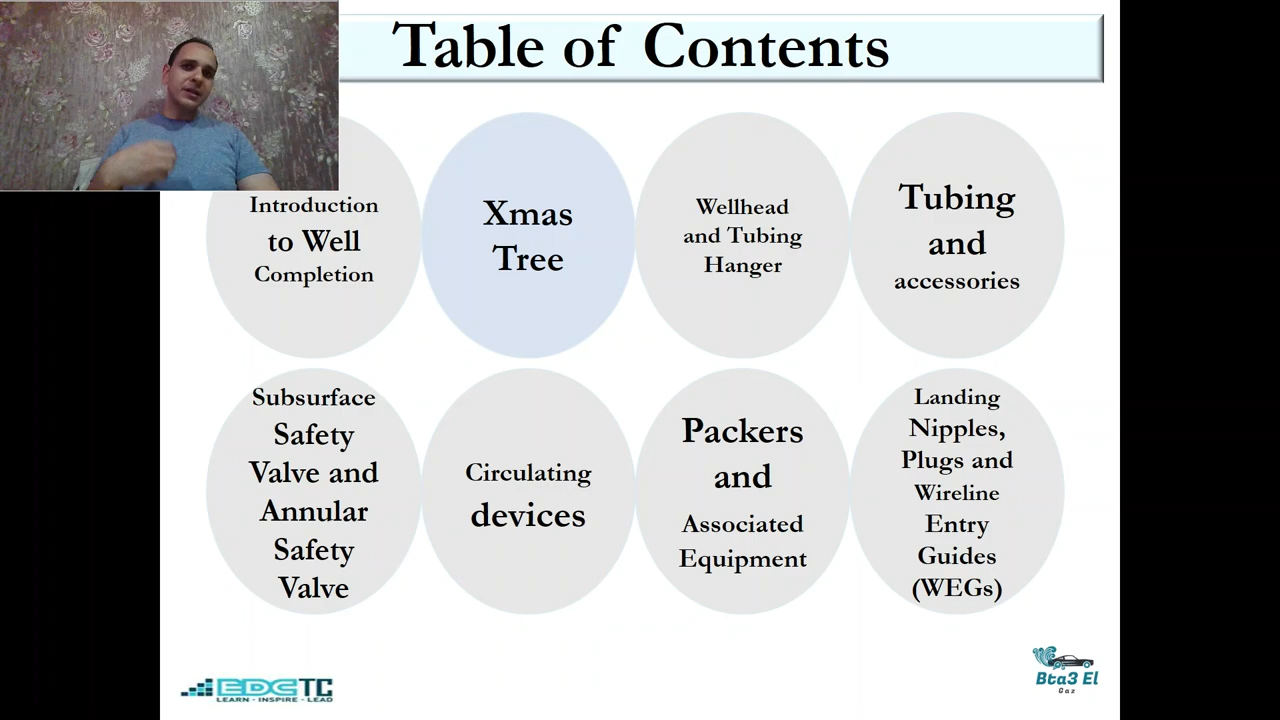 Table of Contents
Introduction
to Well
Completion
Xmas
Tree
Wellhead
and Tubing
Hanger
Tubing
and
accessories
Subsurface
Safety
Valve and
Annular
Safety
Valve
Circulating
devices
Packers
and
Associated
Equipment
Landing
Nipples,
Plugs and
Wireline
Entry
Guides
(WEGs)
EDCTC
LEARN - INSPIRE - LEAD
Bta3 El
Gaz